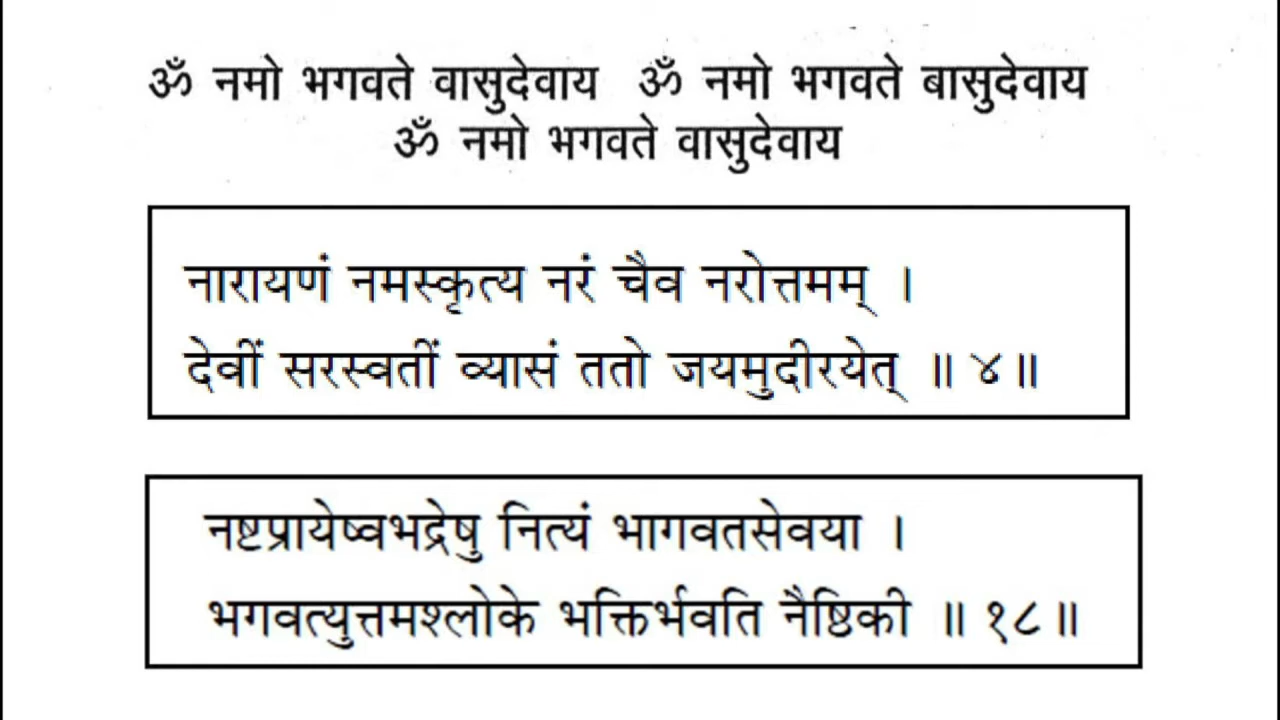 ॐ नमो भगवते वासुदेवाय ॐ नमो भगवते बासुदेवाय
ॐ नमो भगवते वासुदेवाय
नारायणं नमस्कृत्य नरं चैव नरोत्तमम् ।
देवीं सरस्वतीं व्यासं ततो जयमुदीरयेत् ॥ ४॥
नष्टप्रायेष्वभद्रेषु नित्यं भागवतसेवया ।
भगवत्युत्तमश्लोके भक्तिर्भवति नैष्ठिकी ॥ १८॥